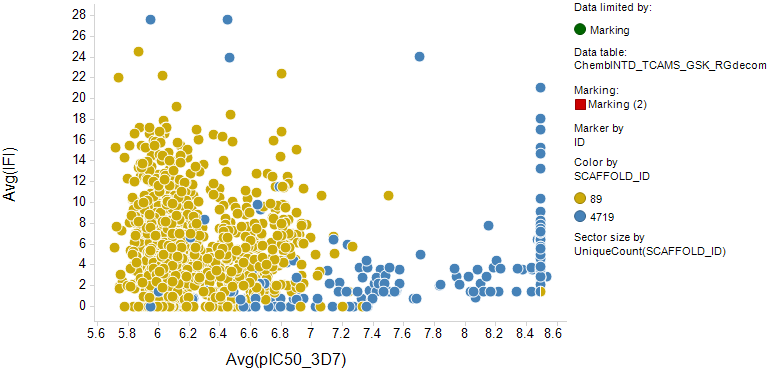 Avg(IFI)
28
26
24
22
20
18
16
14
12
10
8
6
4
2
0
5.6
5.8
6
6.2
6.4
6.6
6.8
7
7.2
7.4
7.6
7.8
8
8.2
8.4
8.6
Avg(pIC50_3D7)
Data limited by:
Marking
Data table:
ChemblNTD_TCAMS_GSK_RGdecom
Marking:
Marking (2)
Marker by
ID
Color by
SCAFFOLD_ID
89
4719
Sector size by
UniqueCount(SCAFFOLD_ID)